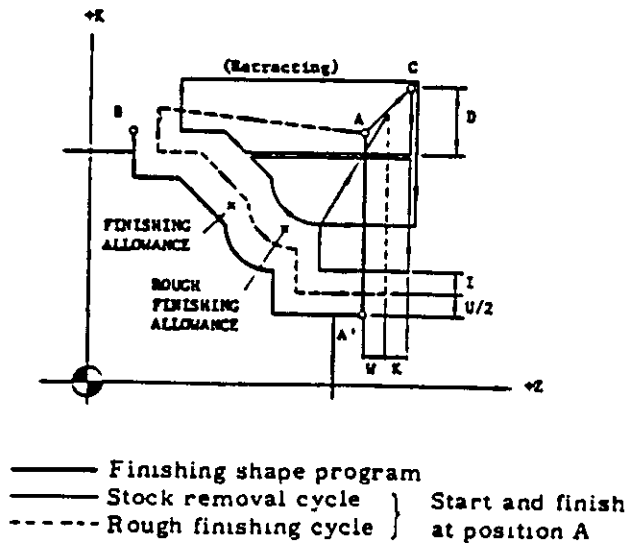 +X
(Retracting)
C
B
A
D
FINISHING
ALLOWANCE
ROUGH
FINISHING
ALLOWANCE
I
U/2
A'
W K
+Z
Finishing shape program
Stock removal cycle
Rough finishing cycle
Start and finish
at position A